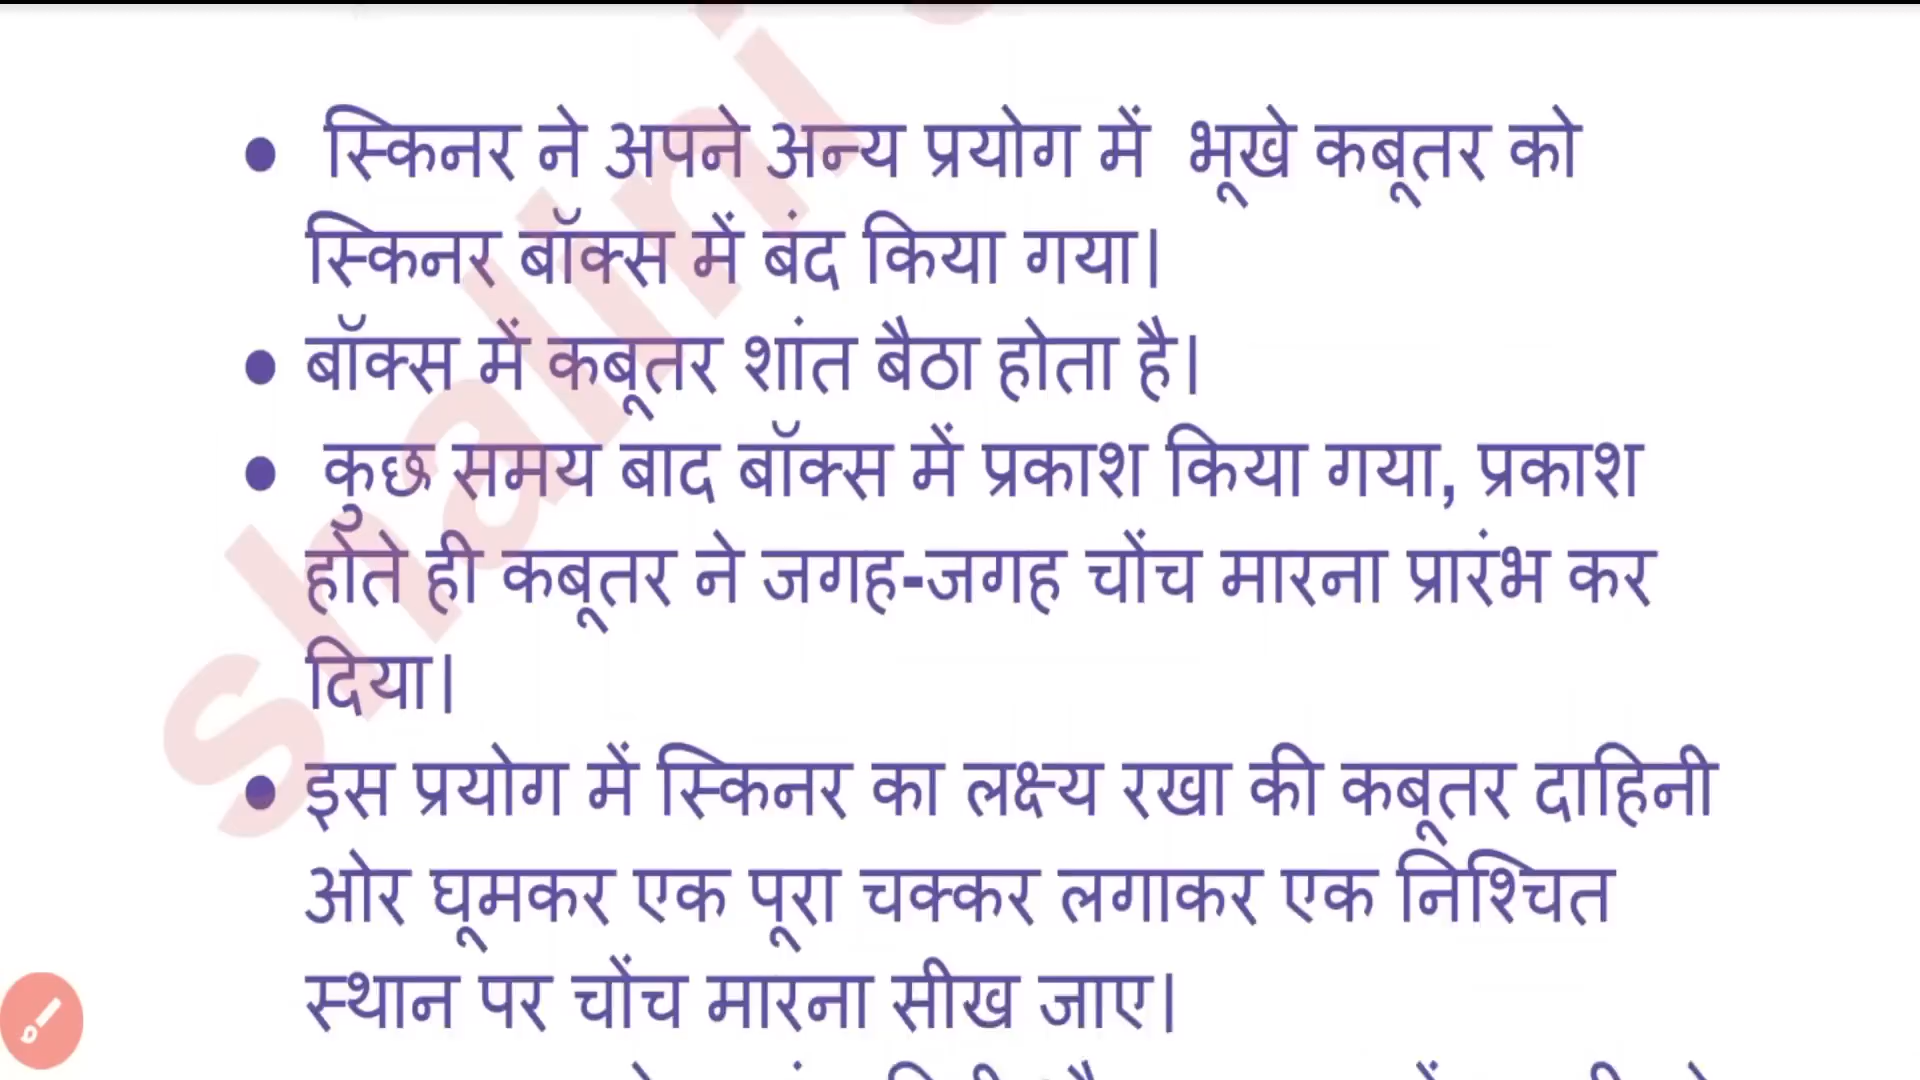 shalini
• स्किनर ने अपने अन्य प्रयोग में भूखे कबूतर को
स्किनर बॉक्स में बंद किया गया।
• बॉक्स में कबूतर शांत बैठा होता है।
• कुछ समय बाद बॉक्स में प्रकाश किया गया, प्रकाश
होते ही कबूतर ने जगह-जगह चोंच मारना प्रारंभ कर
दिया।
• इस प्रयोग में स्किनर का लक्ष्य रखा की कबूतर दाहिनी
ओर घूमकर एक पूरा चक्कर लगाकर एक निश्चित
स्थान पर चोंच मारना सीख जाए।